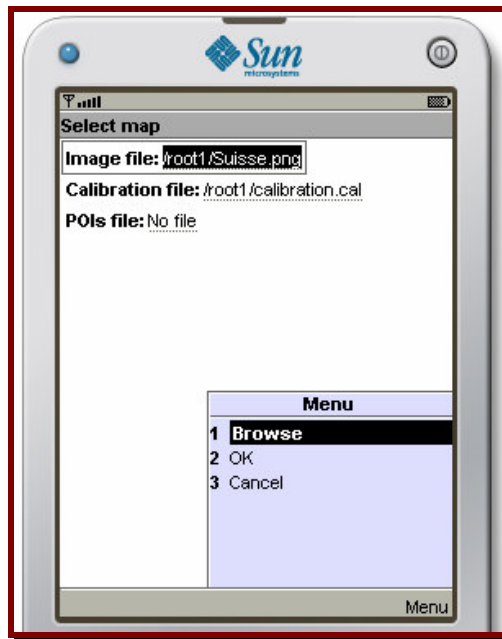 Sun
microsystems
Select map
Image file: /root1/Suisse.png
Calibration file: /root1/calibration.cal
POIs file: No file
Menu
1 Browse
2 OK
3 Cancel
Menu